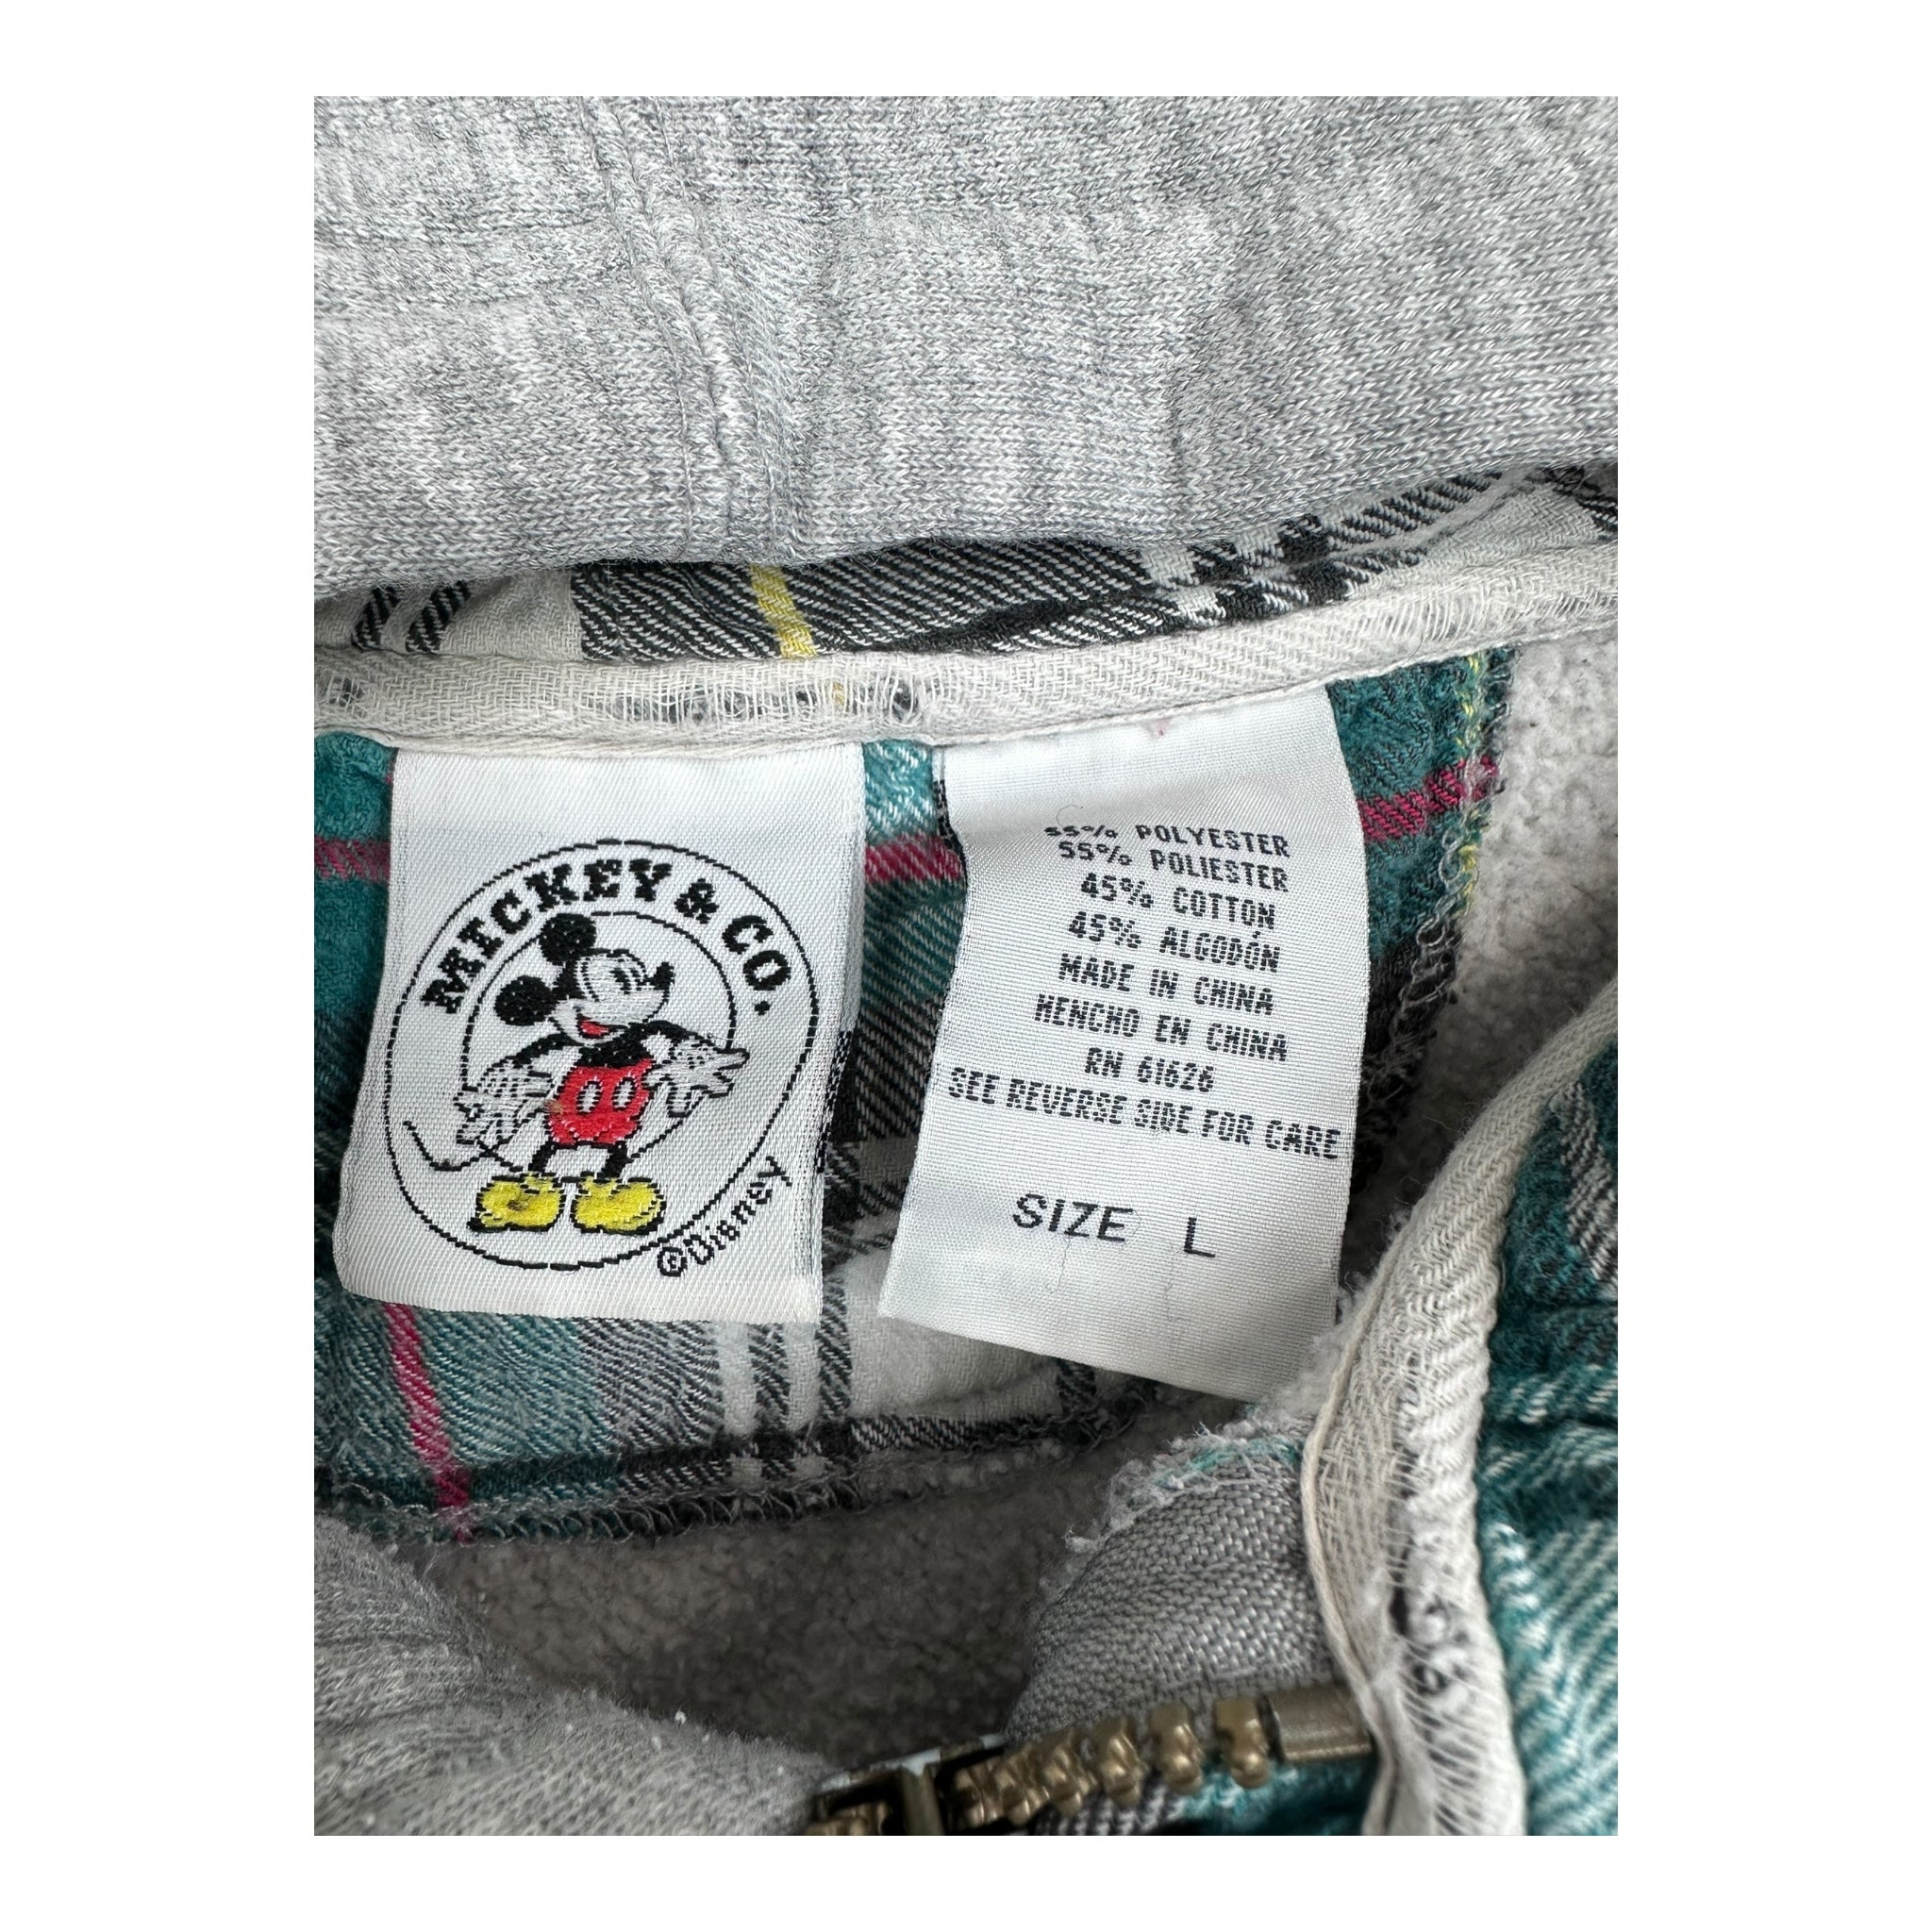 MICKEY & CO.
©Disney
55% POLYESTER
55% POLIESTER
45% COTTON
45% ALGODÓN
MADE IN CHINA
HENCHO EN CHINA
RN 61626
SEE REVERSE SIDE FOR CARE
SIZE L